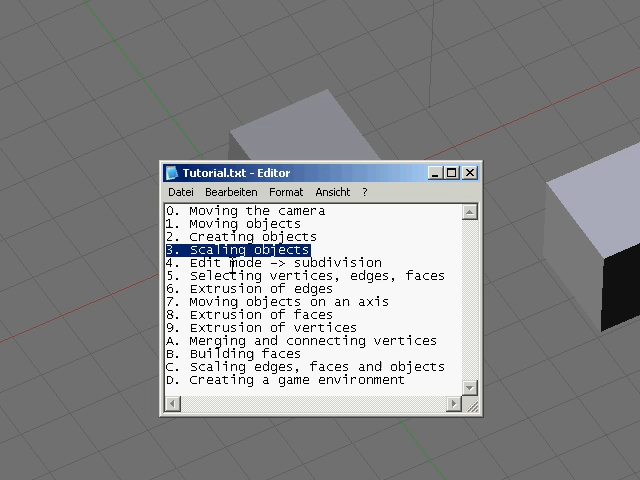 Tutorial.txt - Editor
Datei Bearbeiten Format Ansicht ?
0. Moving the camera
1. Moving objects
2. Creating objects
3. Scaling objects
4. Edit mode -> subdivision
5. Selecting vertices, edges, faces
6. Extrusion of edges
7. Moving objects on an axis
8. Extrusion of faces
9. Extrusion of vertices
A. Merging and connecting vertices
B. Building faces
C. Scaling edges, faces and objects
D. Creating a game environment